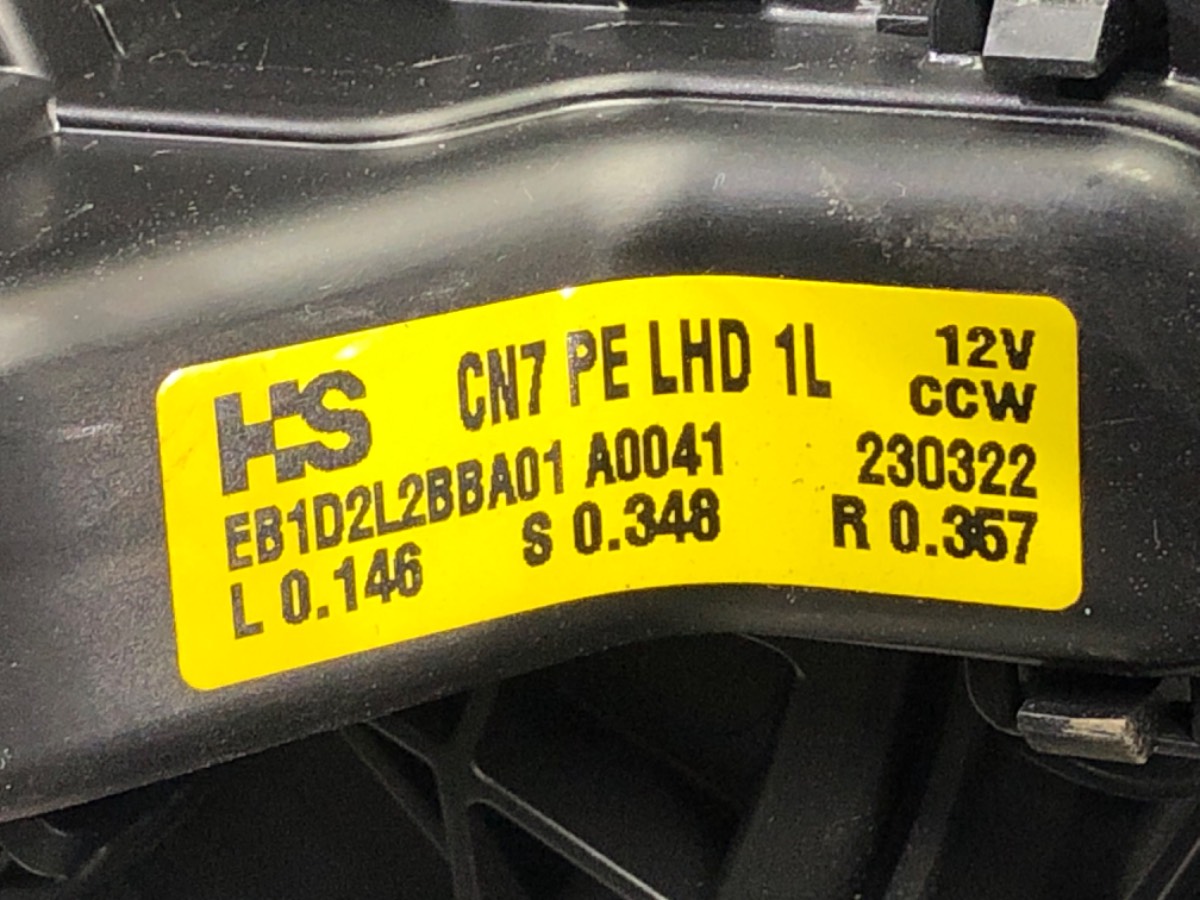 HS CN7 PE LHD 1L 12V
CCW
EB1D2L2BBA01 A0041 230322
L 0.146 S 0.348 R 0.357